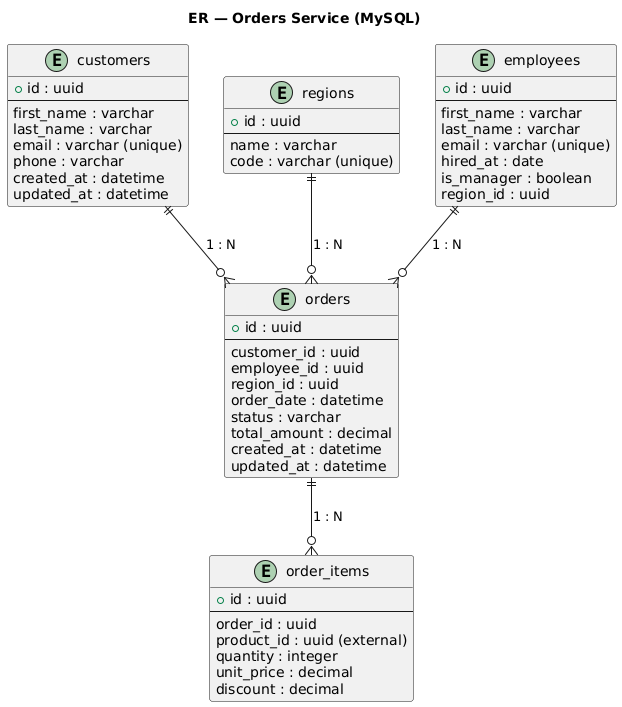 ER — Orders Service (MySQL)
E customers
id : uuid
first_name : varchar
last_name : varchar
email : varchar (unique)
phone : varchar
created_at : datetime
updated_at : datetime
E regions
id : uuid
name : varchar
code : varchar (unique)
E employees
id : uuid
first_name : varchar
last_name : varchar
email : varchar (unique)
hired_at : date
is_manager : boolean
region_id : uuid
1 : N
1 : N
1 : N
E orders
id : uuid
customer_id : uuid
employee_id : uuid
region_id : uuid
order_date : datetime
status : varchar
total_amount : decimal
created_at : datetime
updated_at : datetime
1 : N
E order_items
id : uuid
order_id : uuid
product_id : uuid (external)
quantity : integer
unit_price : decimal
discount : decimal